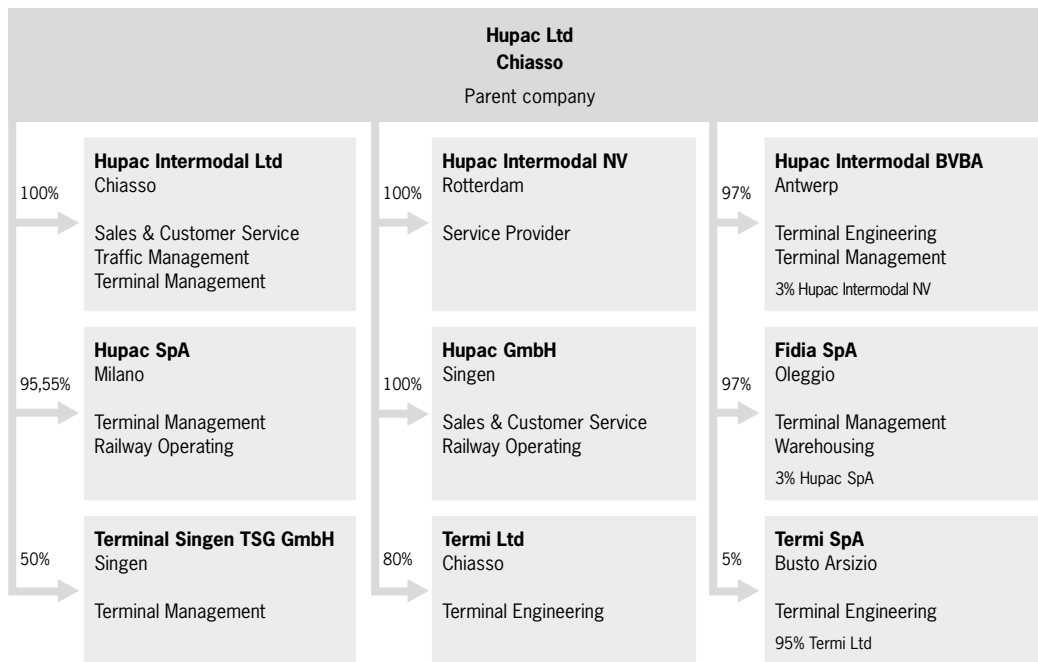 Hupac Ltd
Chiasso
Parent company
100%
Hupac Intermodal Ltd
Chiasso
Sales & Customer Service
Traffic Management
Terminal Management
100%
Hupac Intermodal NV
Rotterdam
Service Provider
97%
Hupac Intermodal BVBA
Antwerp
Terminal Engineering
Terminal Management
3% Hupac Intermodal NV
95,55%
Hupac SpA
Milano
Terminal Management
Railway Operating
100%
Hupac GmbH
Singen
Sales & Customer Service
Railway Operating
97%
Fidia SpA
Oleggio
Terminal Management
Warehousing
3% Hupac SpA
50%
Terminal Singen TSG GmbH
Singen
Terminal Management
80%
Termi Ltd
Chiasso
Terminal Engineering
5%
Termi SpA
Busto Arsizio
Terminal Engineering
95% Termi Ltd